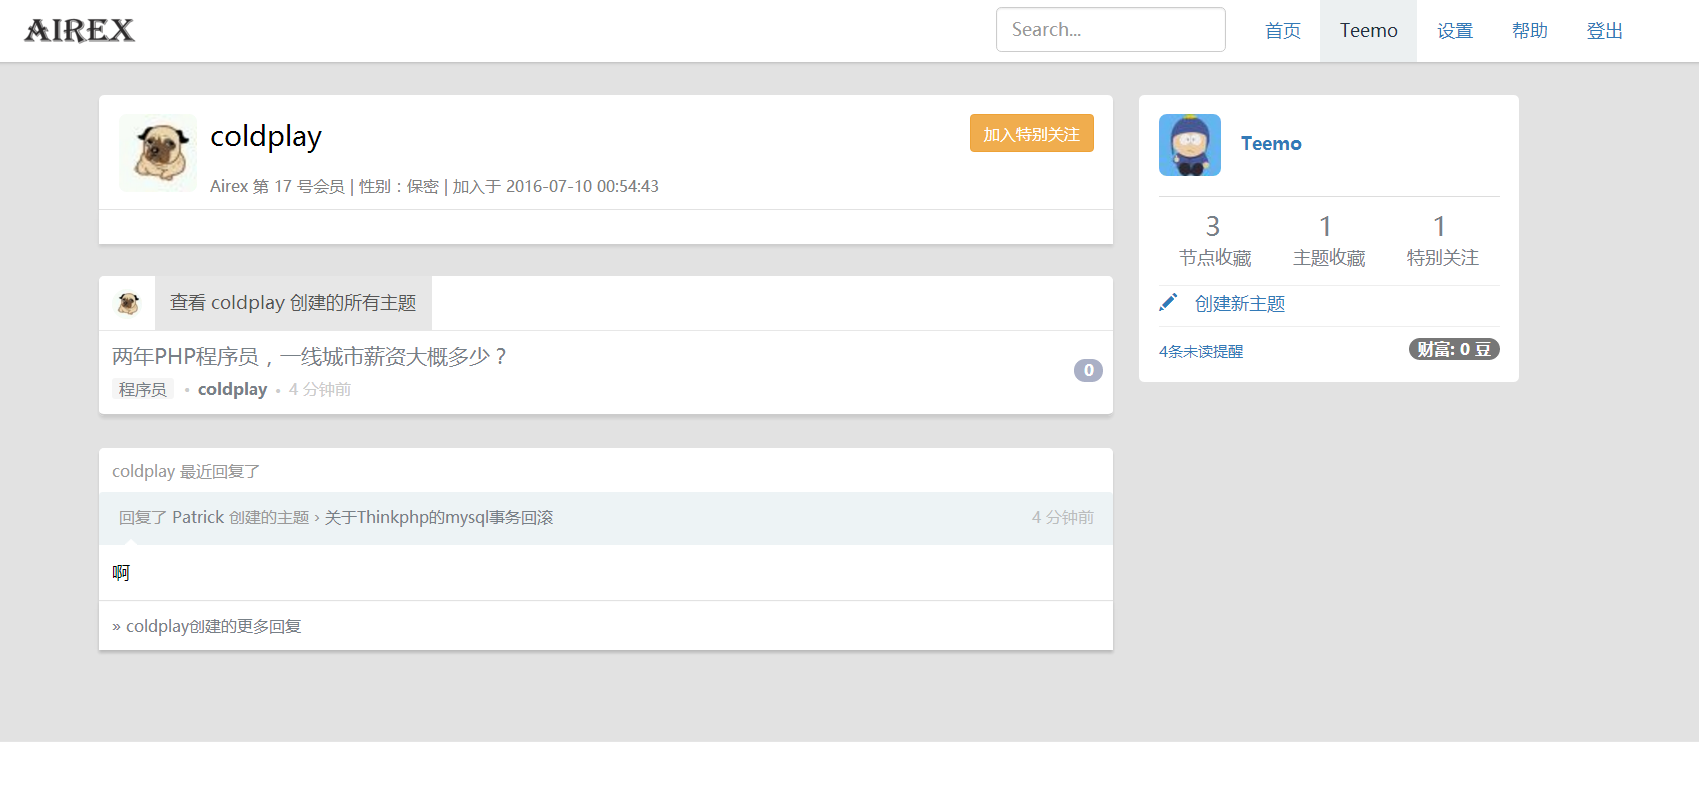 AIREX
Search...
首页
Teemo
设置
帮助
登出
coldplay
加入特别关注
Airex 第 17 号会员 | 性别：保密 | 加入于 2016-07-10 00:54:43
查看 coldplay 创建的所有主题
两年PHP程序员，一线城市薪资大概多少？
0
程序员 • coldplay • 4 分钟前
coldplay 最近回复了
回复了 Patrick 创建的主题 › 关于Thinkphp的mysql事务回滚
4 分钟前
啊
» coldplay创建的更多回复
Teemo
3
1
1
节点收藏
主题收藏
特别关注
创建新主题
4条未读提醒
财富: 0 豆